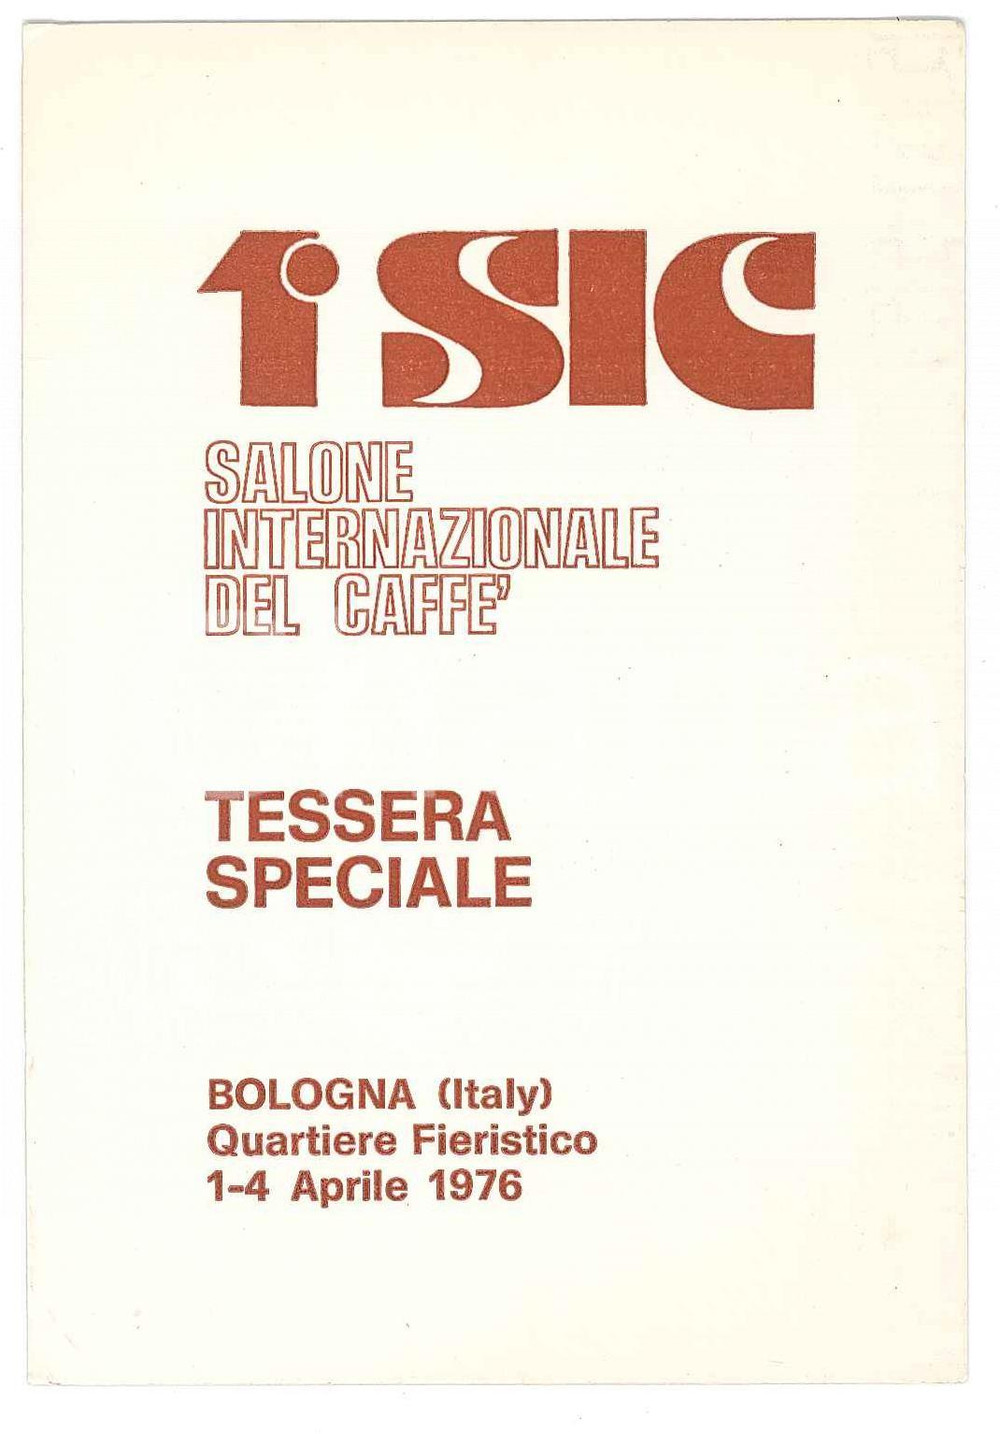 1° SIC
SALONE
INTERNAZIONALE
DEL CAFFE'
TESSERA
SPECIALE
BOLOGNA (Italy)
Quartiere Fieristico
1-4 Aprile 1976